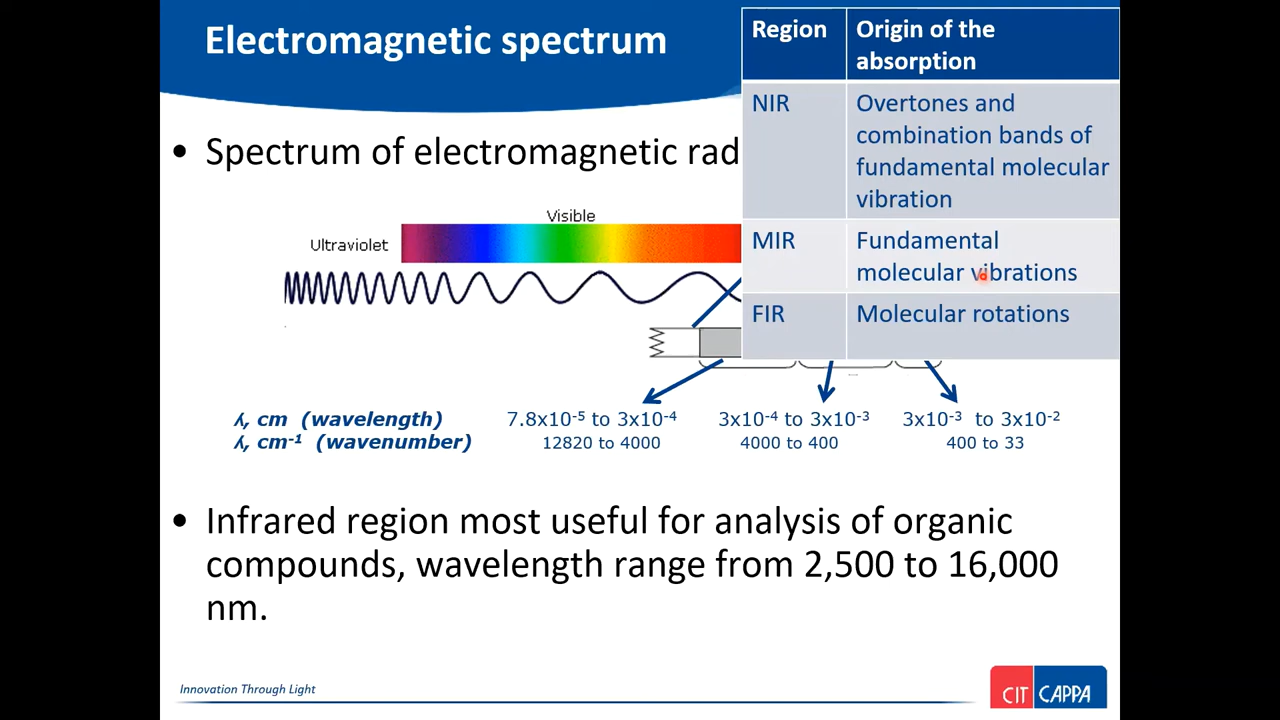 Electromagnetic spectrum
Region
Origin of the
absorption
NIR
Overtones and
combination bands of
fundamental molecular
vibration
MIR
Fundamental
molecular vibrations
FIR
Molecular rotations
• Spectrum of electromagnetic rad
Visible
Ultraviolet
ʎ, cm (wavelength)
7.8x10⁻⁵ to 3x10⁻⁴
3x10⁻⁴ to 3x10⁻³
3x10⁻³ to 3x10⁻²
ʎ, cm⁻¹ (wavenumber)
12820 to 4000
4000 to 400
400 to 33
• Infrared region most useful for analysis of organic
compounds, wavelength range from 2,500 to 16,000
nm.
Innovation Through Light
CIT CAPPA